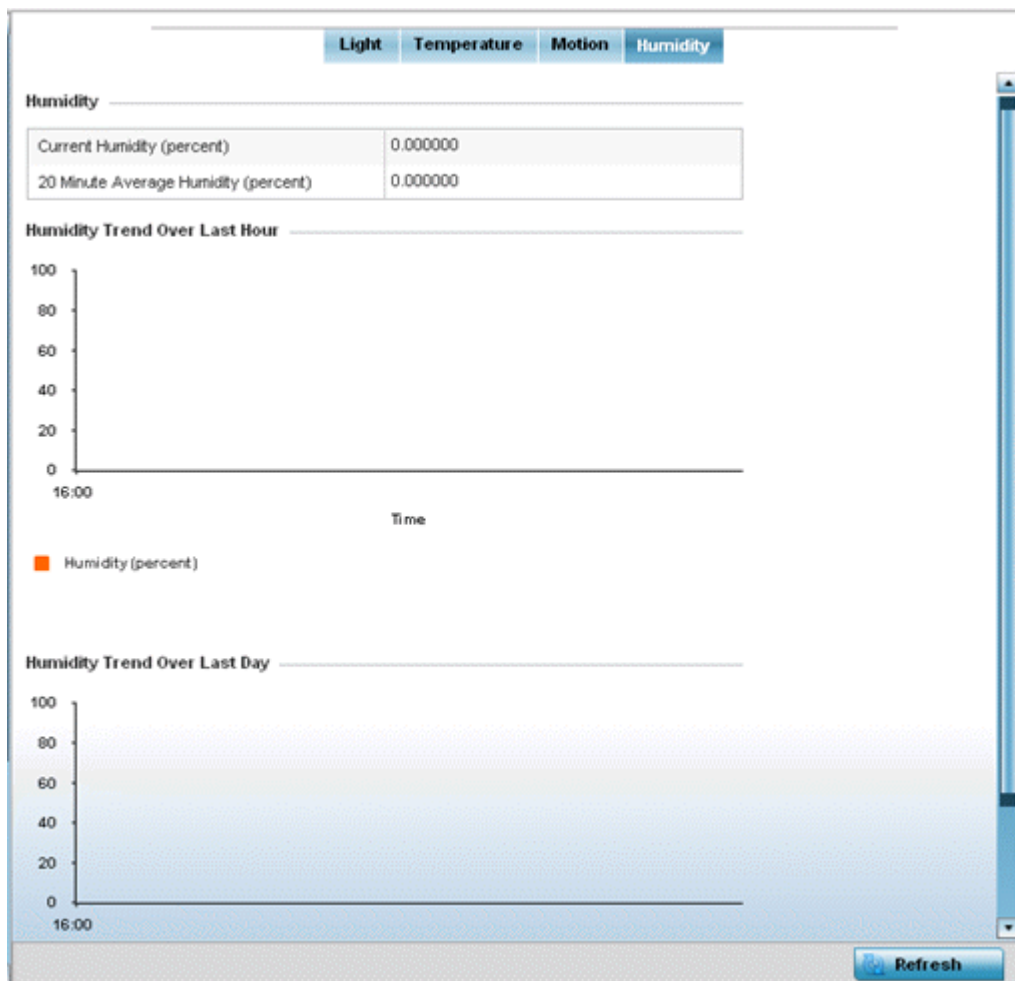 Light Temperature Motion Humidity
Humidity
Current Humidity (percent) 0.000000
20 Minute Average Humidity (percent) 0.000000
Humidity Trend Over Last Hour
100
80
60
40
20
0
16:00
Time
Humidity (percent)
Humidity Trend Over Last Day
100
80
60
40
20
0
16:00
Refresh